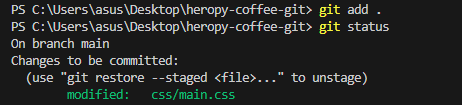 PS C:\Users\asus\Desktop\heropy-coffee-git> git add .
PS C:\Users\asus\Desktop\heropy-coffee-git> git status
On branch main
Changes to be committed:
  (use "git restore --staged <file>..." to unstage)
        modified:   css/main.css